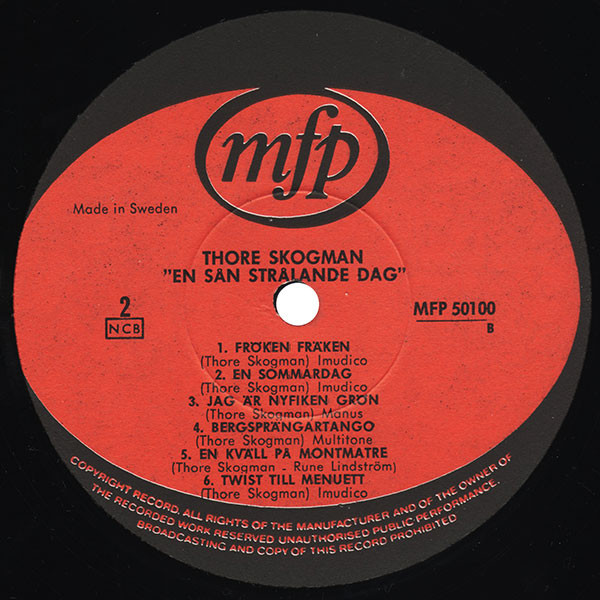 mfp
Made in Sweden
THORE SKOGMAN
"EN SÅN STRÅLANDE DAG"
2
NCB
MFP 50100
B
1. FRÖKEN FRÄKEN
(Thore Skogman) Imudico
2. EN SOMMARDAG
(Thore Skogman) Imudico
3. JAG ÄR NYFIKEN GRÖN
(Thore Skogman) Manus
4. BERGSPRÄNGARTANGO
(Thore Skogman) Multitone
5. EN KVÄLL PÅ MONTMATRE
(Thore Skogman - Rune Lindström)
6. TWIST TILL MENUETT
(Thore Skogman) Imudico
COPYRIGHT RECORD. ALL RIGHTS OF THE MANUFACTURER AND OF THE OWNER OF
THE RECORDED WORK RESERVED UNAUTHORISED PUBLIC PERFORMANCE.
BROADCASTING AND COPY OF THIS RECORD PROHIBITED